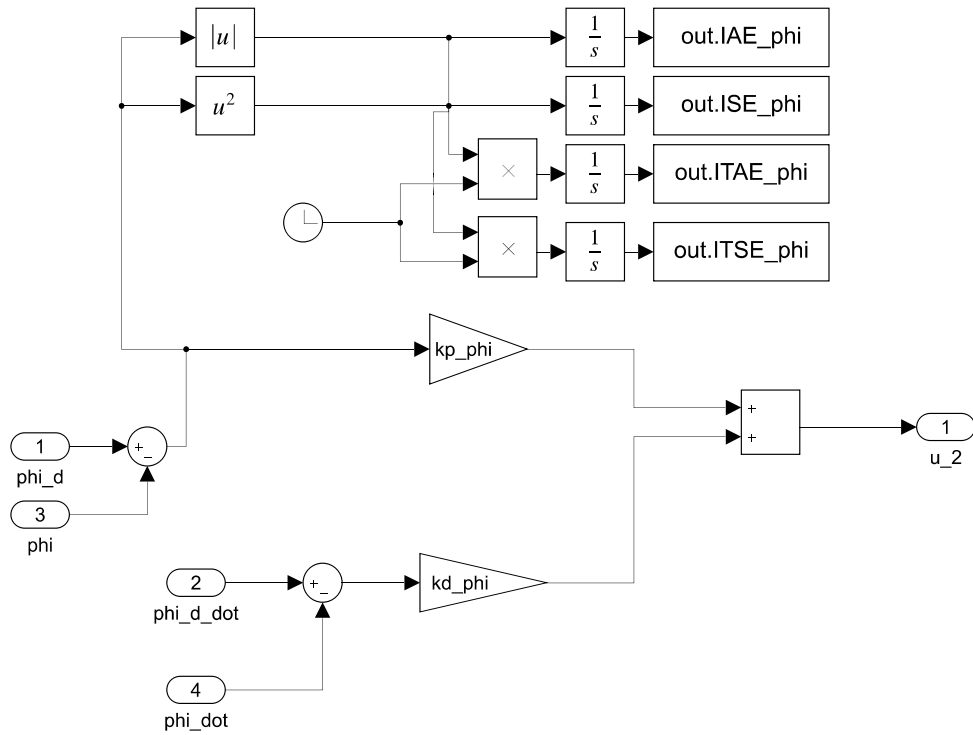 |u|
1/s
out.IAE_phi
u²
1/s
out.ISE_phi
×
1/s
out.ITAE_phi
×
1/s
out.ITSE_phi
kp_phi
+
+
1
u_2
1
phi_d
+
−
3
phi
2
phi_d_dot
+
−
kd_phi
4
phi_dot